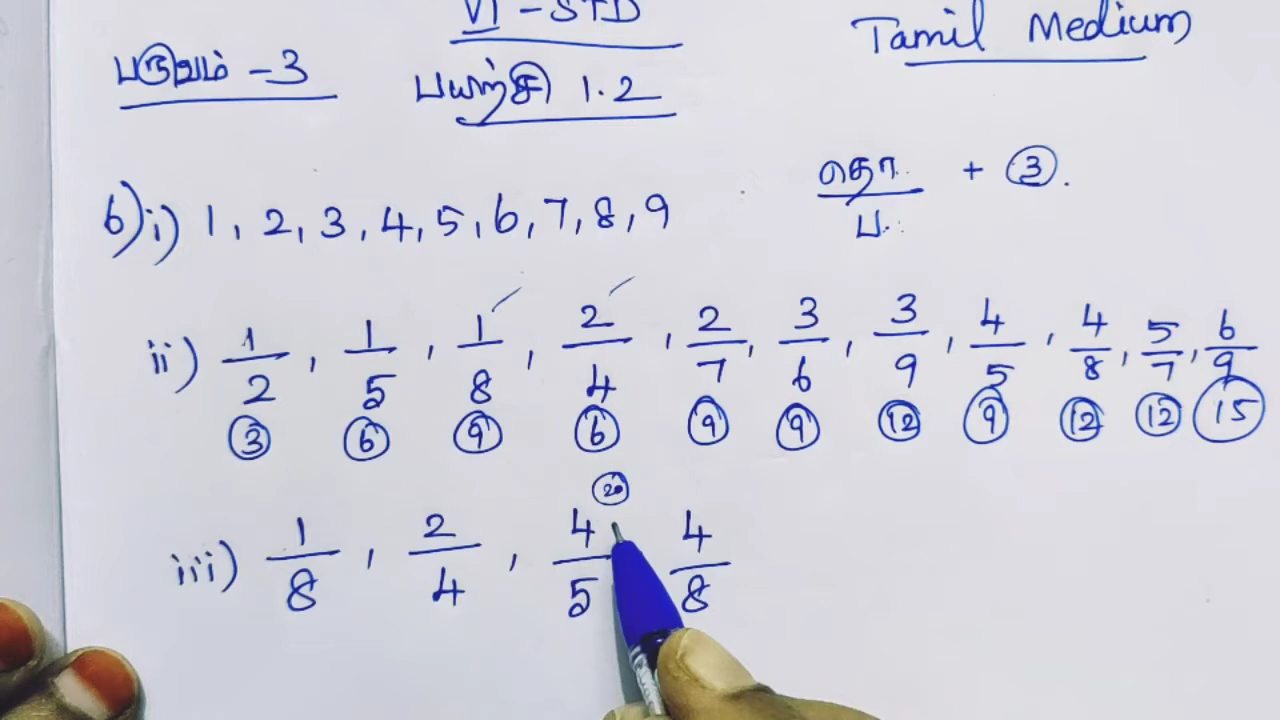 VI - STD
Tamil Medium
பருவம் - 3
பயிற்சி 1.2
தொ. / ப. + 3.
6) i) 1, 2, 3, 4, 5, 6, 7, 8, 9
ii) 1/2, 1/5, 1/8, 2/4, 2/7, 3/6, 3/9, 4/5, 4/8, 5/7, 6/9
3 6 9 6 9 9 12 9 12 12 15
20
iii) 1/8, 2/4, 4/5 4/8